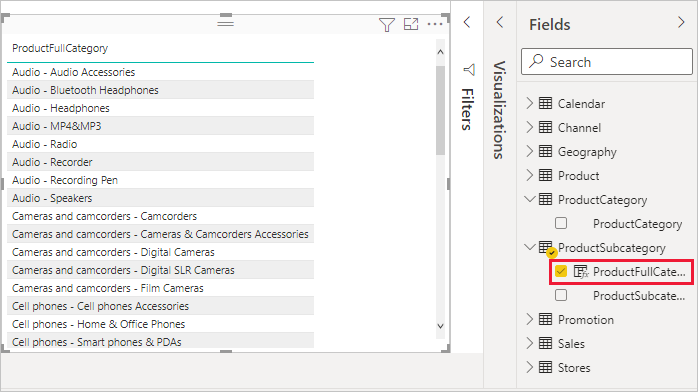 ProductFullCategory
Audio - Audio Accessories
Audio - Bluetooth Headphones
Audio - Headphones
Audio - MP4&MP3
Audio - Radio
Audio - Recorder
Audio - Recording Pen
Audio - Speakers
Cameras and camcorders - Camcorders
Cameras and camcorders - Cameras & Camcorders Accessories
Cameras and camcorders - Digital Cameras
Cameras and camcorders - Digital SLR Cameras
Cameras and camcorders - Film Cameras
Cell phones - Cell phones Accessories
Cell phones - Home & Office Phones
Cell phones - Smart phones & PDAs
Filters
Visualizations
Fields
Search
Calendar
Channel
Geography
Product
ProductCategory
ProductCategory
ProductSubcategory
ProductFullCate...
ProductSubcate...
Promotion
Sales
Stores